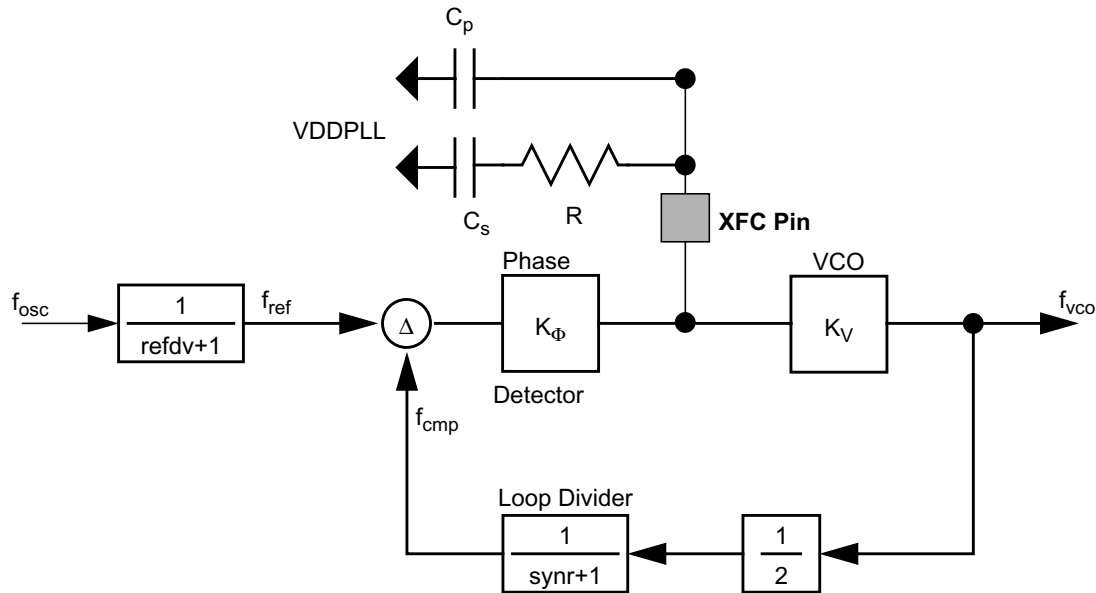 Cp
VDDPLL
Cs
R
XFC Pin
Phase
VCO
fosc
1
refdv+1
fref
Δ
KΦ
KV
fvco
Detector
fcmp
Loop Divider
1
synr+1
1
2